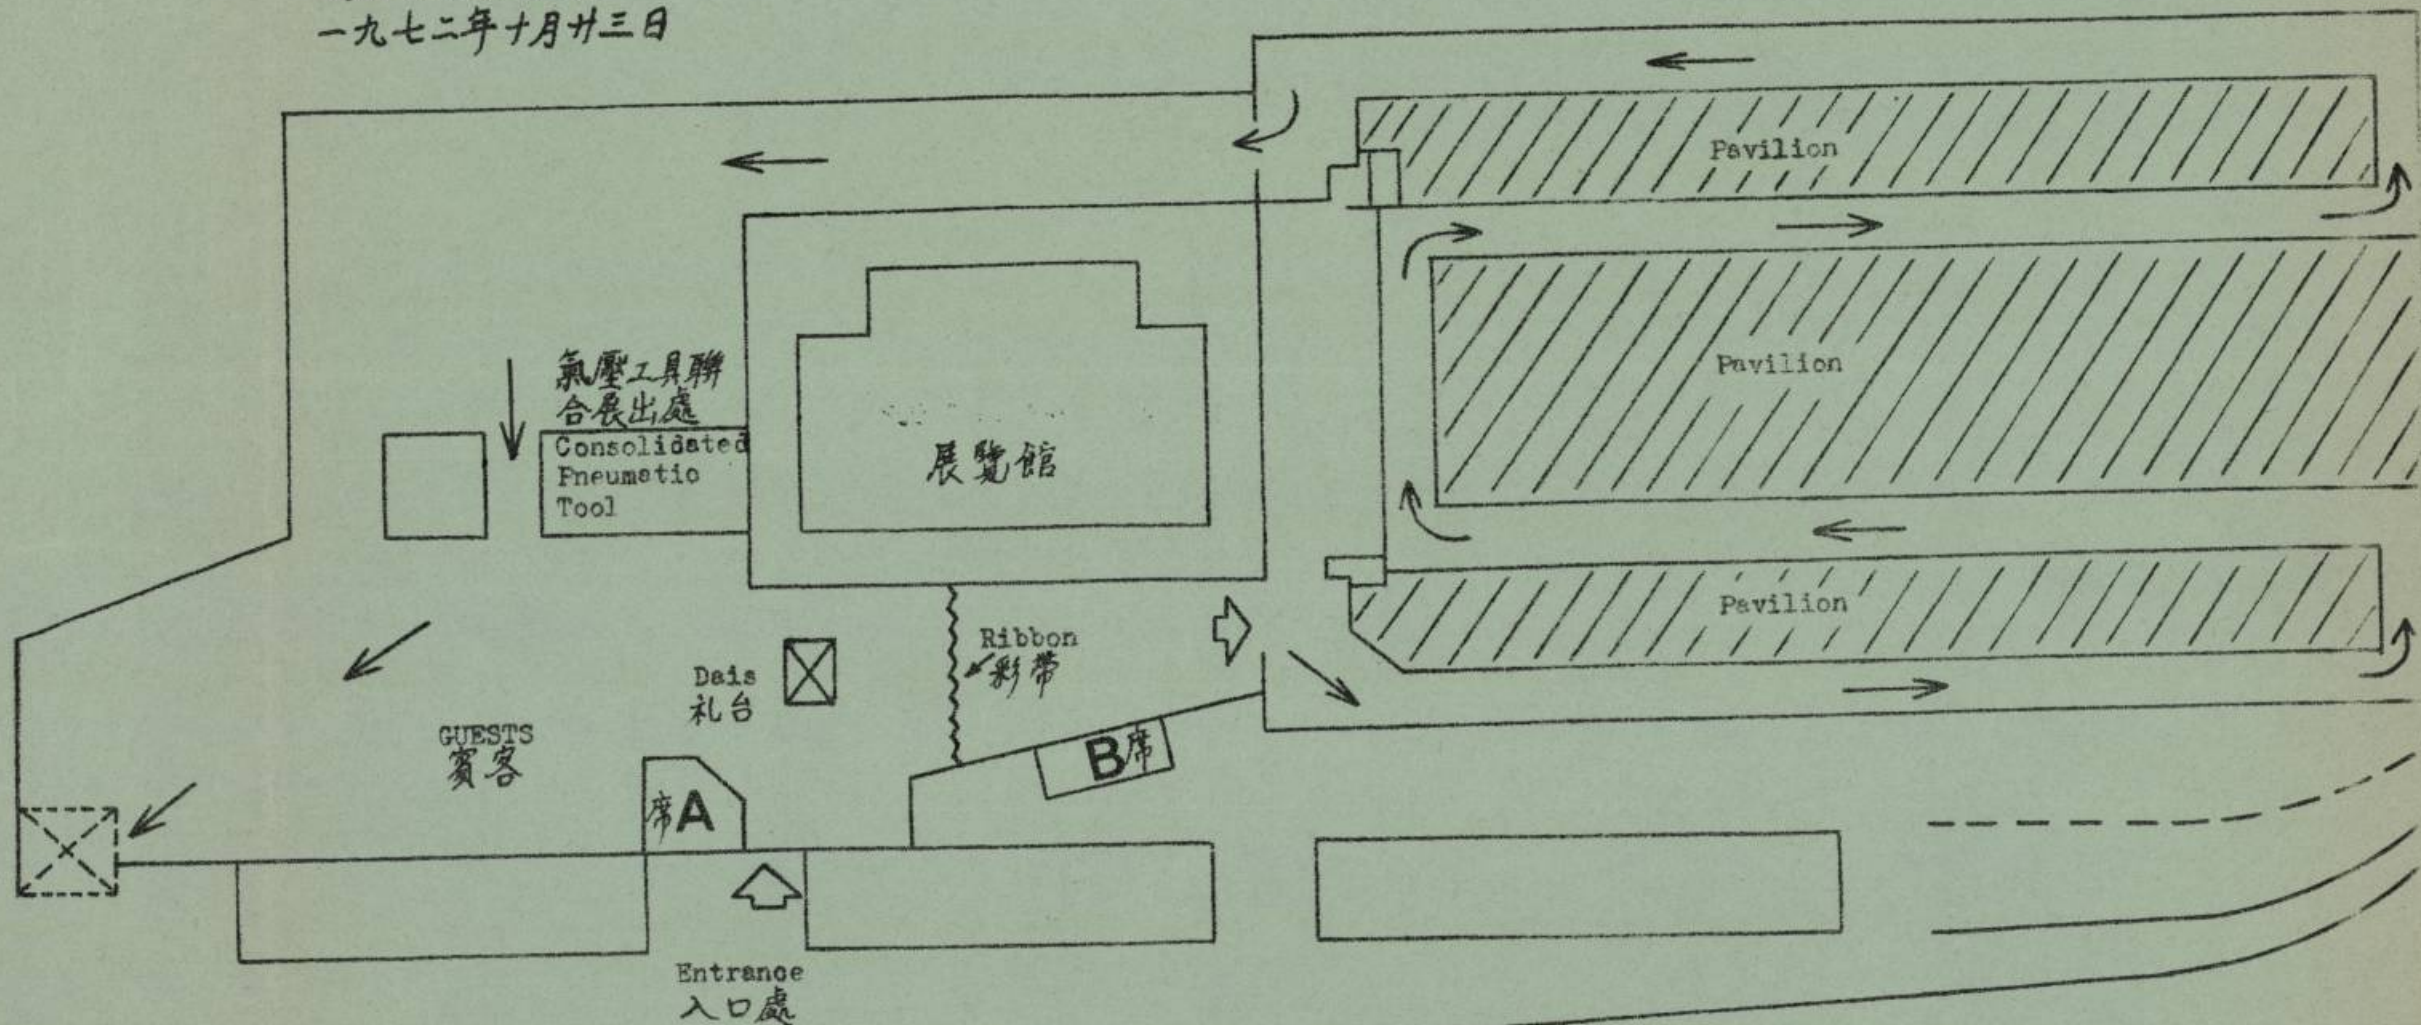 一九七二年十月廿三日
Pavilion
氣壓工具聯
合展出處
Consolidated
Pneumatic
Tool
展覽館
Pavilion
Pavilion
Ribbon
彩帶
Dais
礼台
GUESTS
賓客
B席
席A
Entrance
入口處